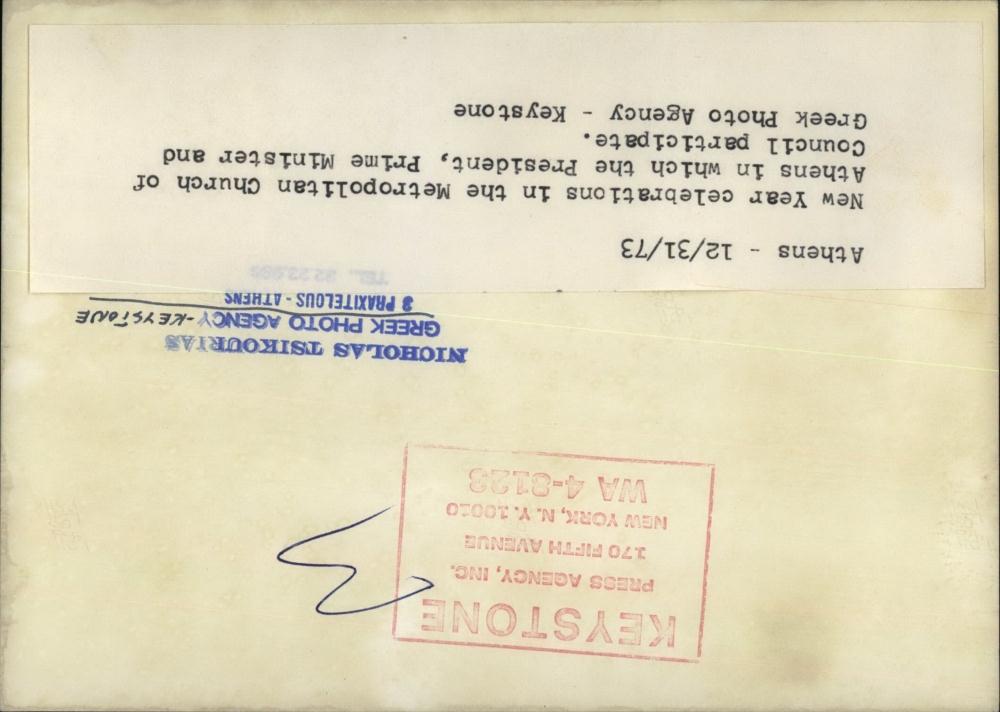 KEYSTONE
PRESS AGENCY, INC.
170 FIFTH AVENUE
NEW YORK, N. Y. 10010
WA 4-8128
NICHOLAS TSIKOURIAS
GREEK PHOTO AGENCY -KEYSTONE
3 PRAXITELOUS - ATHENS
TEL.
Athens - 12/31/73
New Year celebrations in the Metropolitan Church of
Athens in which the President, Prime Minister and
Council participate.
Greek Photo Agency - Keystone